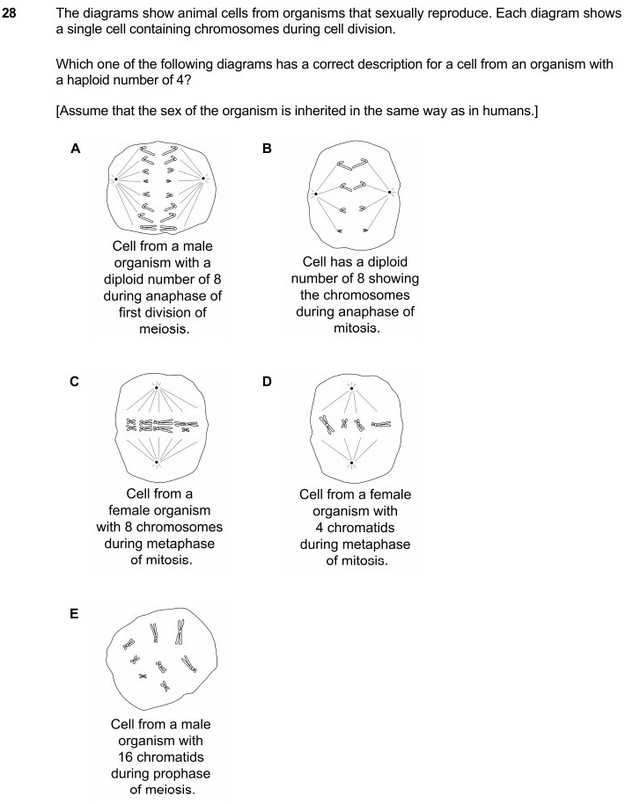 28 The diagrams show animal cells from organisms that sexually reproduce. Each diagram shows
a single cell containing chromosomes during cell division.
Which one of the following diagrams has a correct description for a cell from an organism with
a haploid number of 4?
[Assume that the sex of the organism is inherited in the same way as in humans.]
A
Cell from a male
organism with a
diploid number of 8
during anaphase of
first division of
meiosis.
B
Cell has a diploid
number of 8 showing
the chromosomes
during anaphase of
mitosis.
C
Cell from a
female organism
with 8 chromosomes
during metaphase
of mitosis.
D
Cell from a female
organism with
4 chromatids
during metaphase
of mitosis.
E
Cell from a male
organism with
16 chromatids
during prophase
of meiosis.